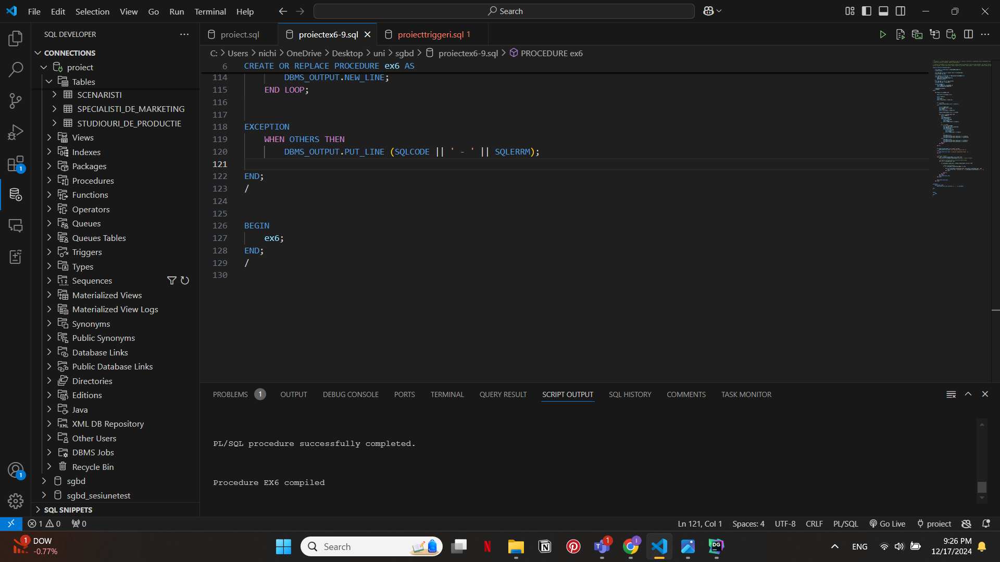 File Edit Selection View Go Run Terminal Help
Search
SQL DEVELOPER
CONNECTIONS
proiect
Tables
SCENARISTI
SPECIALISTI_DE_MARKETING
STUDIOURI_DE_PRODUCTIE
Views
Indexes
Packages
Procedures
Functions
Operators
Queues
Queues Tables
Triggers
Types
Sequences
Materialized Views
Materialized View Logs
Synonyms
Public Synonyms
Database Links
Public Database Links
Directories
Editions
Java
XML DB Repository
Other Users
DBMS Jobs
Recycle Bin
sgbd
sgbd_sesiunetest
SQL SNIPPETS
1
1
proiect.sql proiectex6-9.sql proiecttriggeri.sql 1
C: > Users > nichi > OneDrive > Desktop > uni > sgbd > proiectex6-9.sql > PROCEDURE ex6
6 CREATE OR REPLACE PROCEDURE ex6 AS
114 DBMS_OUTPUT.NEW_LINE;
115 END LOOP;
116
117
118 EXCEPTION
119 WHEN OTHERS THEN
120 DBMS_OUTPUT.PUT_LINE (SQLCODE || ' - ' || SQLERRM);
121
122 END;
123 /
124
125
126 BEGIN
127 ex6;
128 END;
129 /
130
PROBLEMS 1 OUTPUT DEBUG CONSOLE PORTS TERMINAL QUERY RESULT SCRIPT OUTPUT SQL HISTORY COMMENTS TASK MONITOR
PL/SQL procedure successfully completed.
Procedure EX6 compiled
1 0 0 Ln 121, Col 1 Spaces: 4 UTF-8 CRLF PL/SQL Go Live proiect
1 DOW
-0.77%
Search
N
DG
1
ENG
9:26 PM
12/17/2024